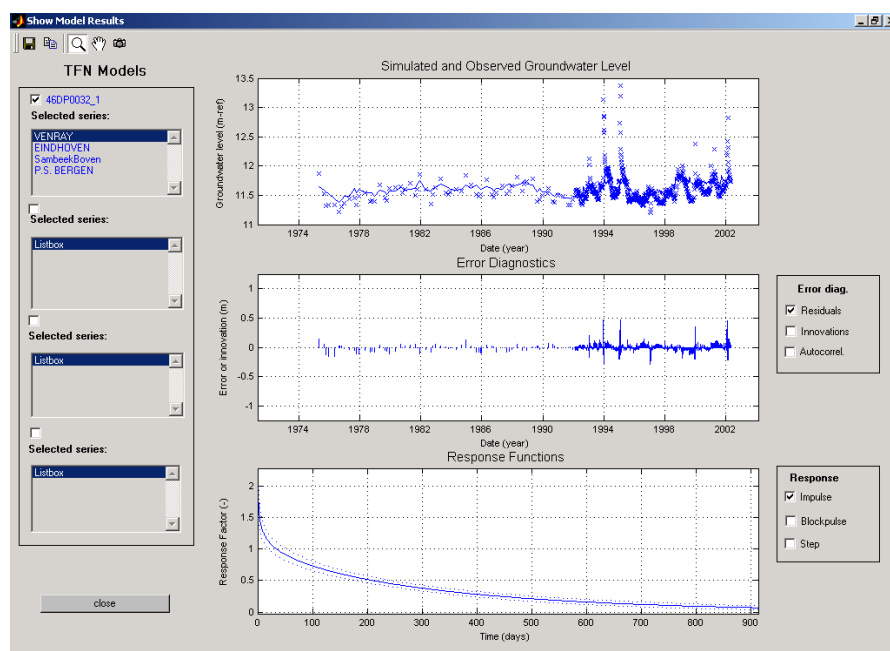 Show Model Results
TFN Models
46DP0032_1
Selected series:
VENRAY
EINDHOVEN
SambeekBoven
P.S. BERGEN
Selected series:
Listbox
Selected series:
Listbox
Selected series:
Listbox
close
Simulated and Observed Groundwater Level
Groundwater level (m-ref)
13.5
13
12.5
12
11.5
11
1974
1978
1982
1986
1990
1994
1998
2002
Date (year)
Error Diagnostics
Error or innovation (m)
1
0.5
0
-0.5
-1
1974
1978
1982
1986
1990
1994
1998
2002
Date (year)
Response Functions
Response Factor (-)
2
1.5
1
0.5
0
0
100
200
300
400
500
600
700
800
900
Time (days)
Error diag.
Residuals
Innovations
Autocorrel.
Response
Impulse
Blockpulse
Step